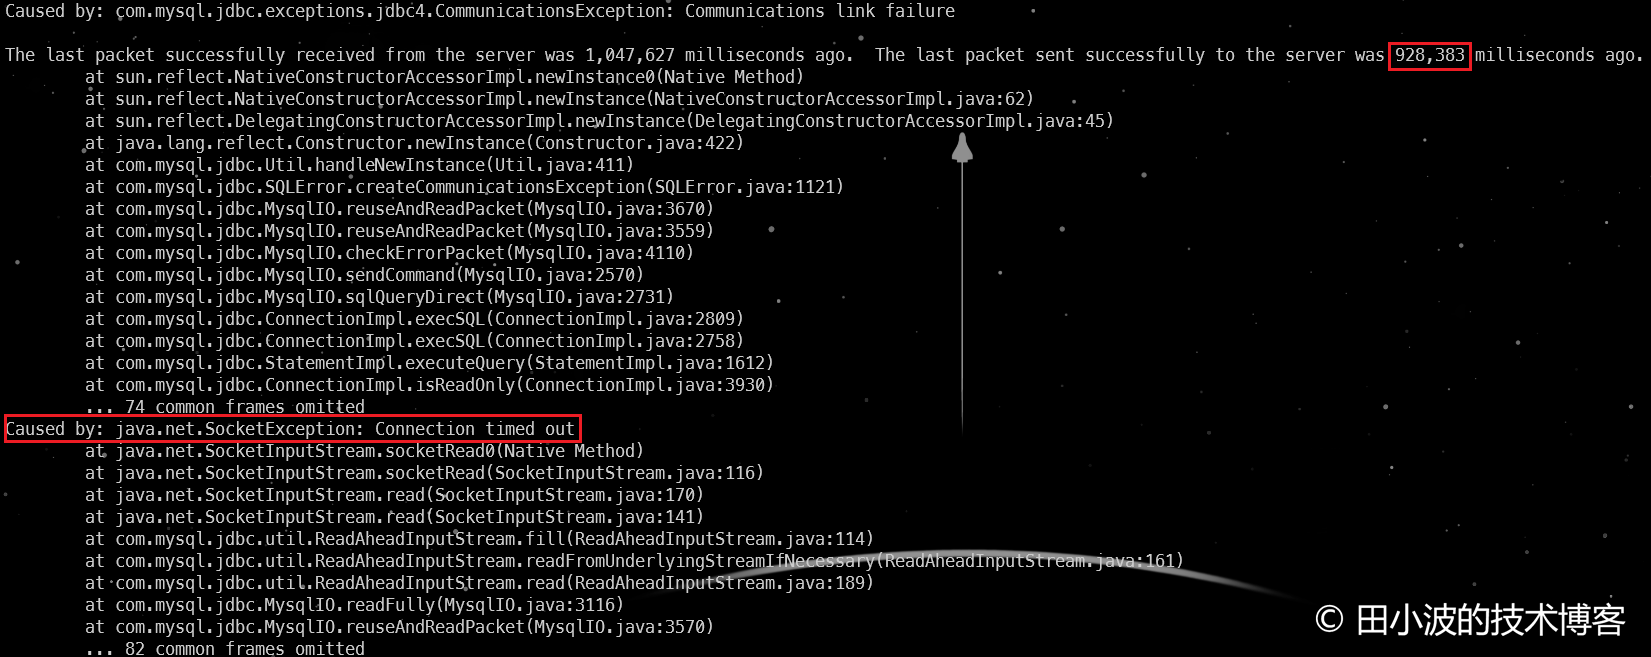 Caused by: com.mysql.jdbc.exceptions.jdbc4.CommunicationsException: Communications link failure
The last packet successfully received from the server was 1,047,627 milliseconds ago.  The last packet sent successfully to the server was 928,383 milliseconds ago.
at sun.reflect.NativeConstructorAccessorImpl.newInstance0(Native Method)
at sun.reflect.NativeConstructorAccessorImpl.newInstance(NativeConstructorAccessorImpl.java:62)
at sun.reflect.DelegatingConstructorAccessorImpl.newInstance(DelegatingConstructorAccessorImpl.java:45)
at java.lang.reflect.Constructor.newInstance(Constructor.java:422)
at com.mysql.jdbc.Util.handleNewInstance(Util.java:411)
at com.mysql.jdbc.SQLError.createCommunicationsException(SQLError.java:1121)
at com.mysql.jdbc.MysqlIO.reuseAndReadPacket(MysqlIO.java:3670)
at com.mysql.jdbc.MysqlIO.reuseAndReadPacket(MysqlIO.java:3559)
at com.mysql.jdbc.MysqlIO.checkErrorPacket(MysqlIO.java:4110)
at com.mysql.jdbc.MysqlIO.sendCommand(MysqlIO.java:2570)
at com.mysql.jdbc.MysqlIO.sqlQueryDirect(MysqlIO.java:2731)
at com.mysql.jdbc.ConnectionImpl.execSQL(ConnectionImpl.java:2809)
at com.mysql.jdbc.ConnectionImpl.execSQL(ConnectionImpl.java:2758)
at com.mysql.jdbc.StatementImpl.executeQuery(StatementImpl.java:1612)
at com.mysql.jdbc.ConnectionImpl.isReadOnly(ConnectionImpl.java:3930)
... 74 common frames omitted
Caused by: java.net.SocketException: Connection timed out
at java.net.SocketInputStream.socketRead0(Native Method)
at java.net.SocketInputStream.socketRead(SocketInputStream.java:116)
at java.net.SocketInputStream.read(SocketInputStream.java:170)
at java.net.SocketInputStream.read(SocketInputStream.java:141)
at com.mysql.jdbc.util.ReadAheadInputStream.fill(ReadAheadInputStream.java:114)
at com.mysql.jdbc.util.ReadAheadInputStream.readFromUnderlyingStreamIfNecessary(ReadAheadInputStream.java:161)
at com.mysql.jdbc.util.ReadAheadInputStream.read(ReadAheadInputStream.java:189)
at com.mysql.jdbc.MysqlIO.readFully(MysqlIO.java:3116)
at com.mysql.jdbc.MysqlIO.reuseAndReadPacket(MysqlIO.java:3570)
... 82 common frames omitted
© 田小波的技术博客